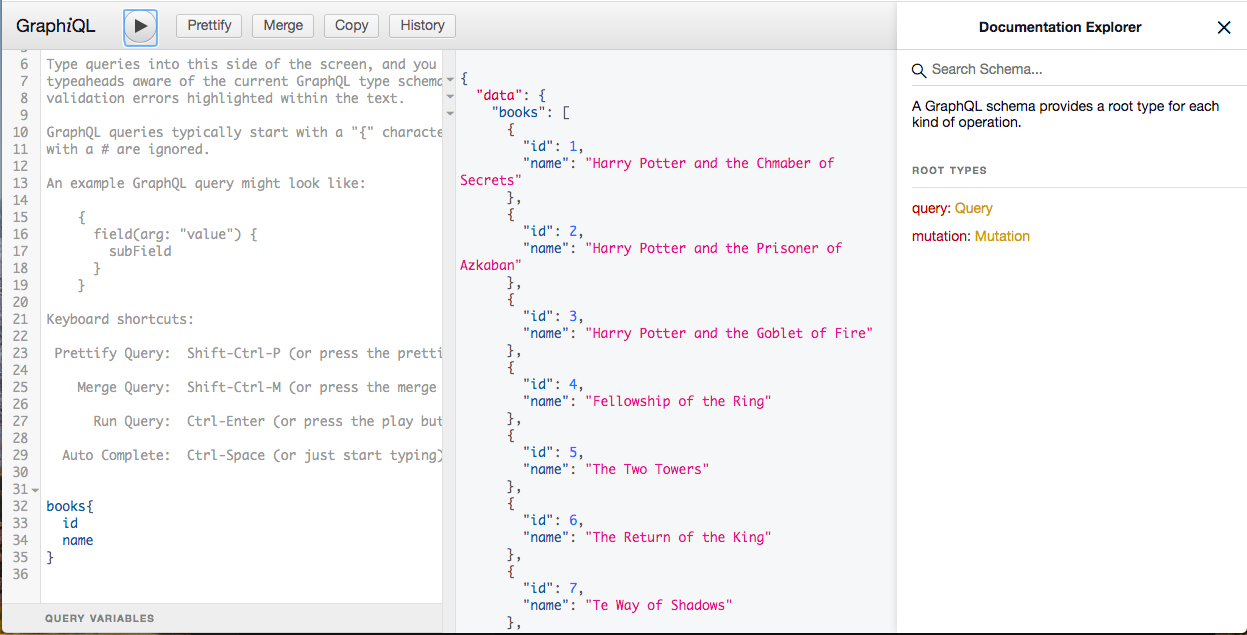 GraphiQL Prettify Merge Copy History
5
6 Type queries into this side of the screen, and you
7 typeaheads aware of the current GraphQL type schema
8 validation errors highlighted within the text.
9
10 GraphQL queries typically start with a "{" characte
11 with a # are ignored.
12
13 An example GraphQL query might look like:
14
15 {
16 field(arg: "value") {
17 subField
18 }
19 }
20
21 Keyboard shortcuts:
22
23 Prettify Query: Shift-Ctrl-P (or press the pretti
24
25 Merge Query: Shift-Ctrl-M (or press the merge
26
27 Run Query: Ctrl-Enter (or press the play but
28
29 Auto Complete: Ctrl-Space (or just start typing)
30
31
32 books{
33 id
34 name
35 }
36
QUERY VARIABLES
{
"data": {
"books": [
{
"id": 1,
"name": "Harry Potter and the Chmaber of
Secrets"
},
{
"id": 2,
"name": "Harry Potter and the Prisoner of
Azkaban"
},
{
"id": 3,
"name": "Harry Potter and the Goblet of Fire"
},
{
"id": 4,
"name": "Fellowship of the Ring"
},
{
"id": 5,
"name": "The Two Towers"
},
{
"id": 6,
"name": "The Return of the King"
},
{
"id": 7,
"name": "Te Way of Shadows"
},
Documentation Explorer
Search Schema...
A GraphQL schema provides a root type for each
kind of operation.
ROOT TYPES
query: Query
mutation: Mutation